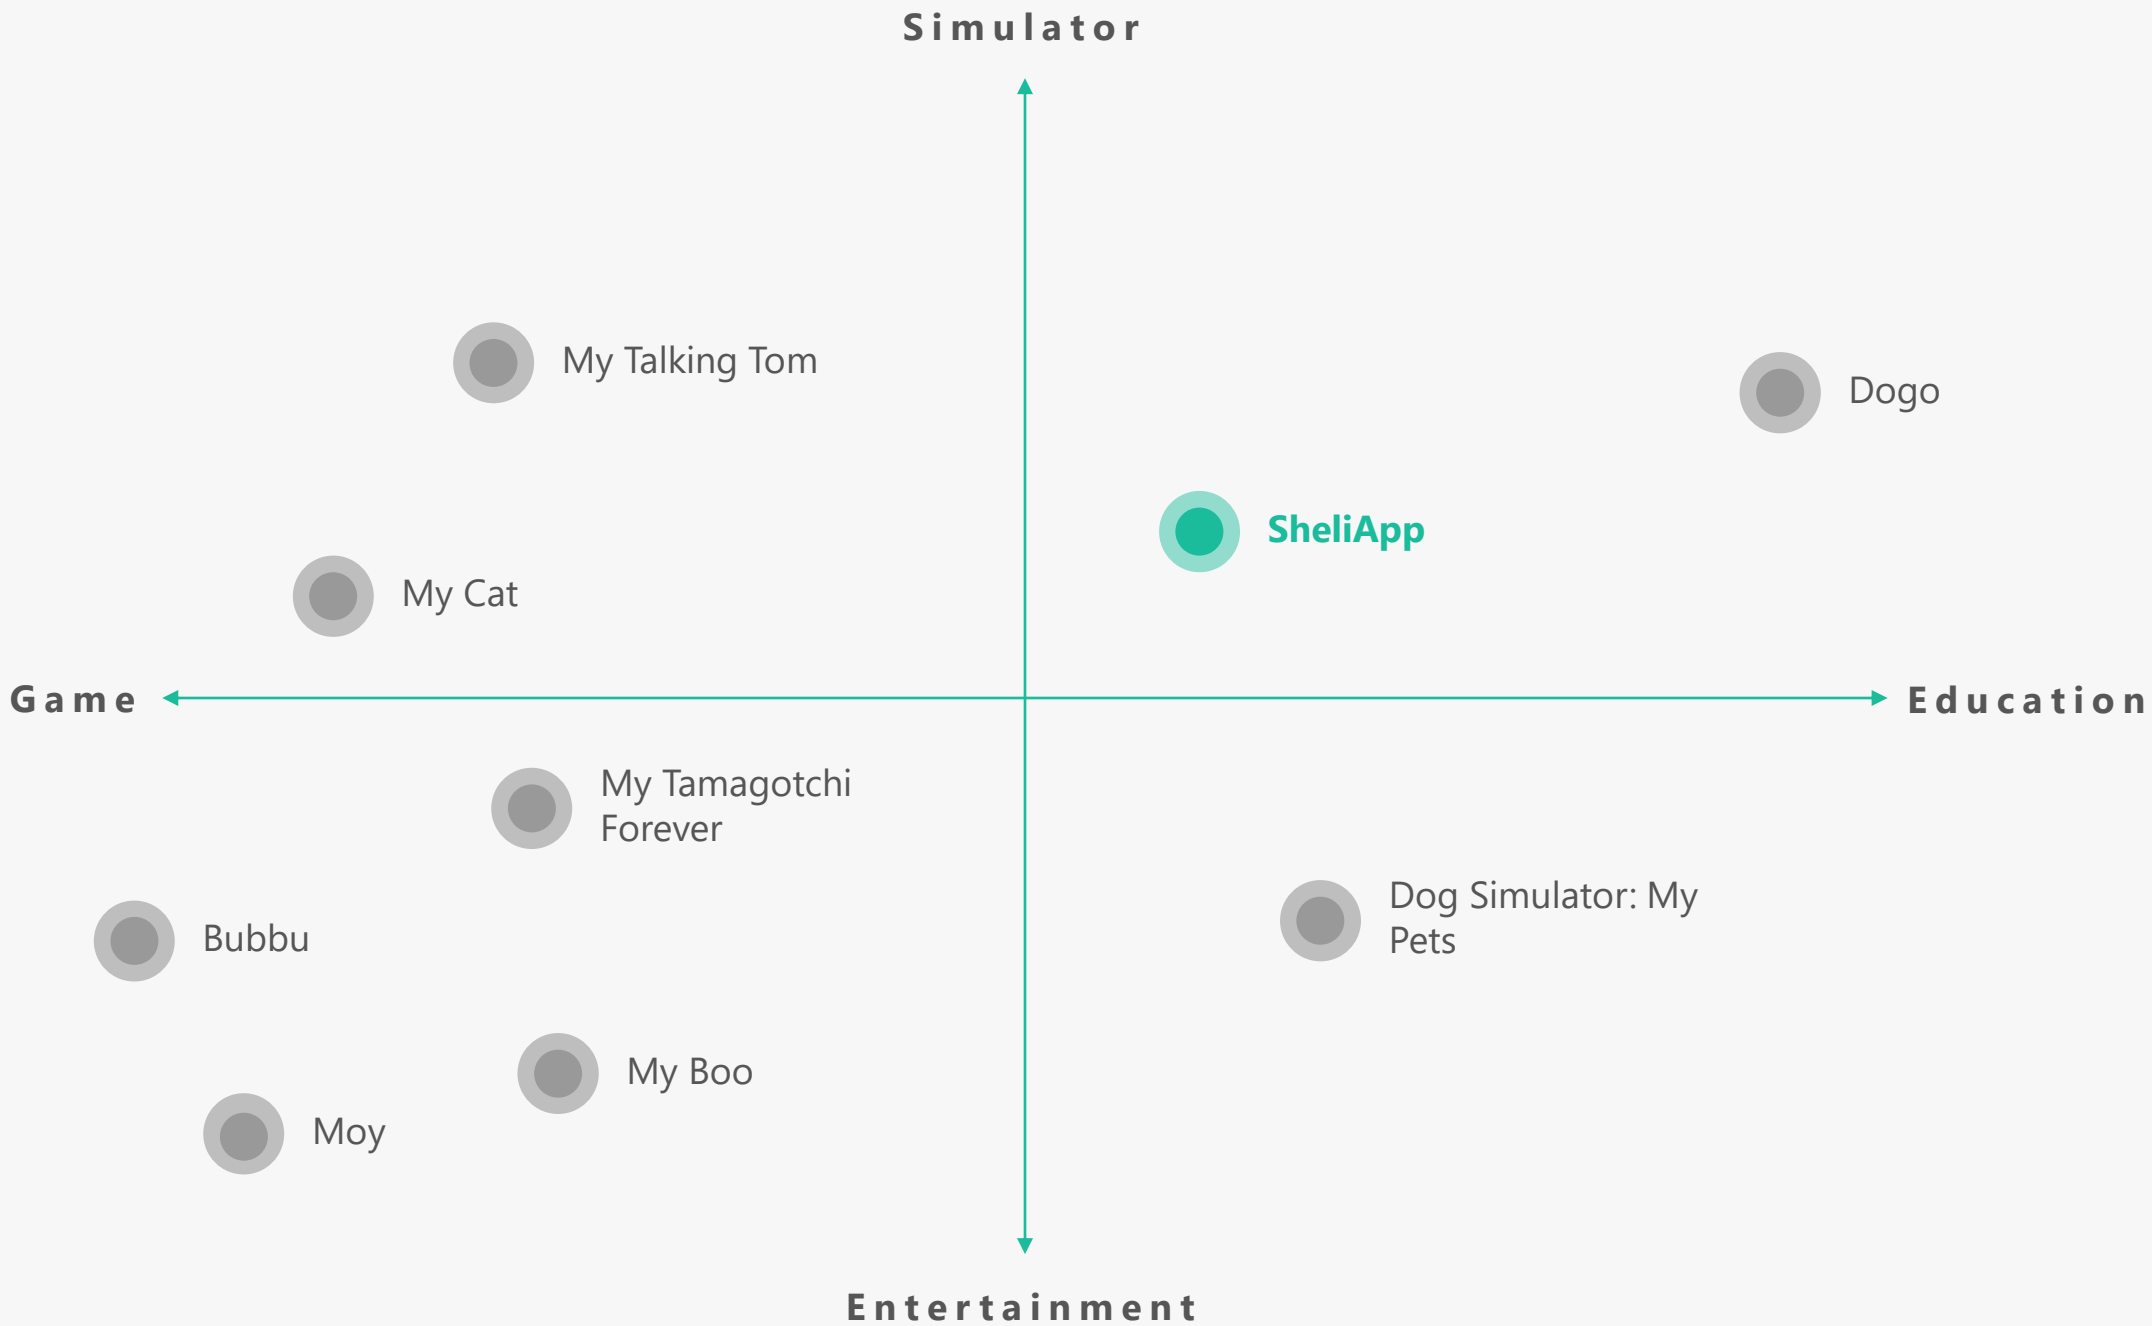 Simulator
My Talking Tom
Dogo
SheliApp
My Cat
Game
Education
My Tamagotchi
Forever
Dog Simulator: My
Pets
Bubbu
My Boo
Moy
Entertainment